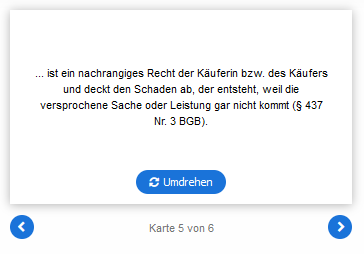 ... ist ein nachrangiges Recht der Käuferin bzw. des Käufers
und deckt den Schaden ab, der entsteht, weil die
versprochene Sache oder Leistung gar nicht kommt (§ 437
Nr. 3 BGB).
Umdrehen
Karte 5 von 6